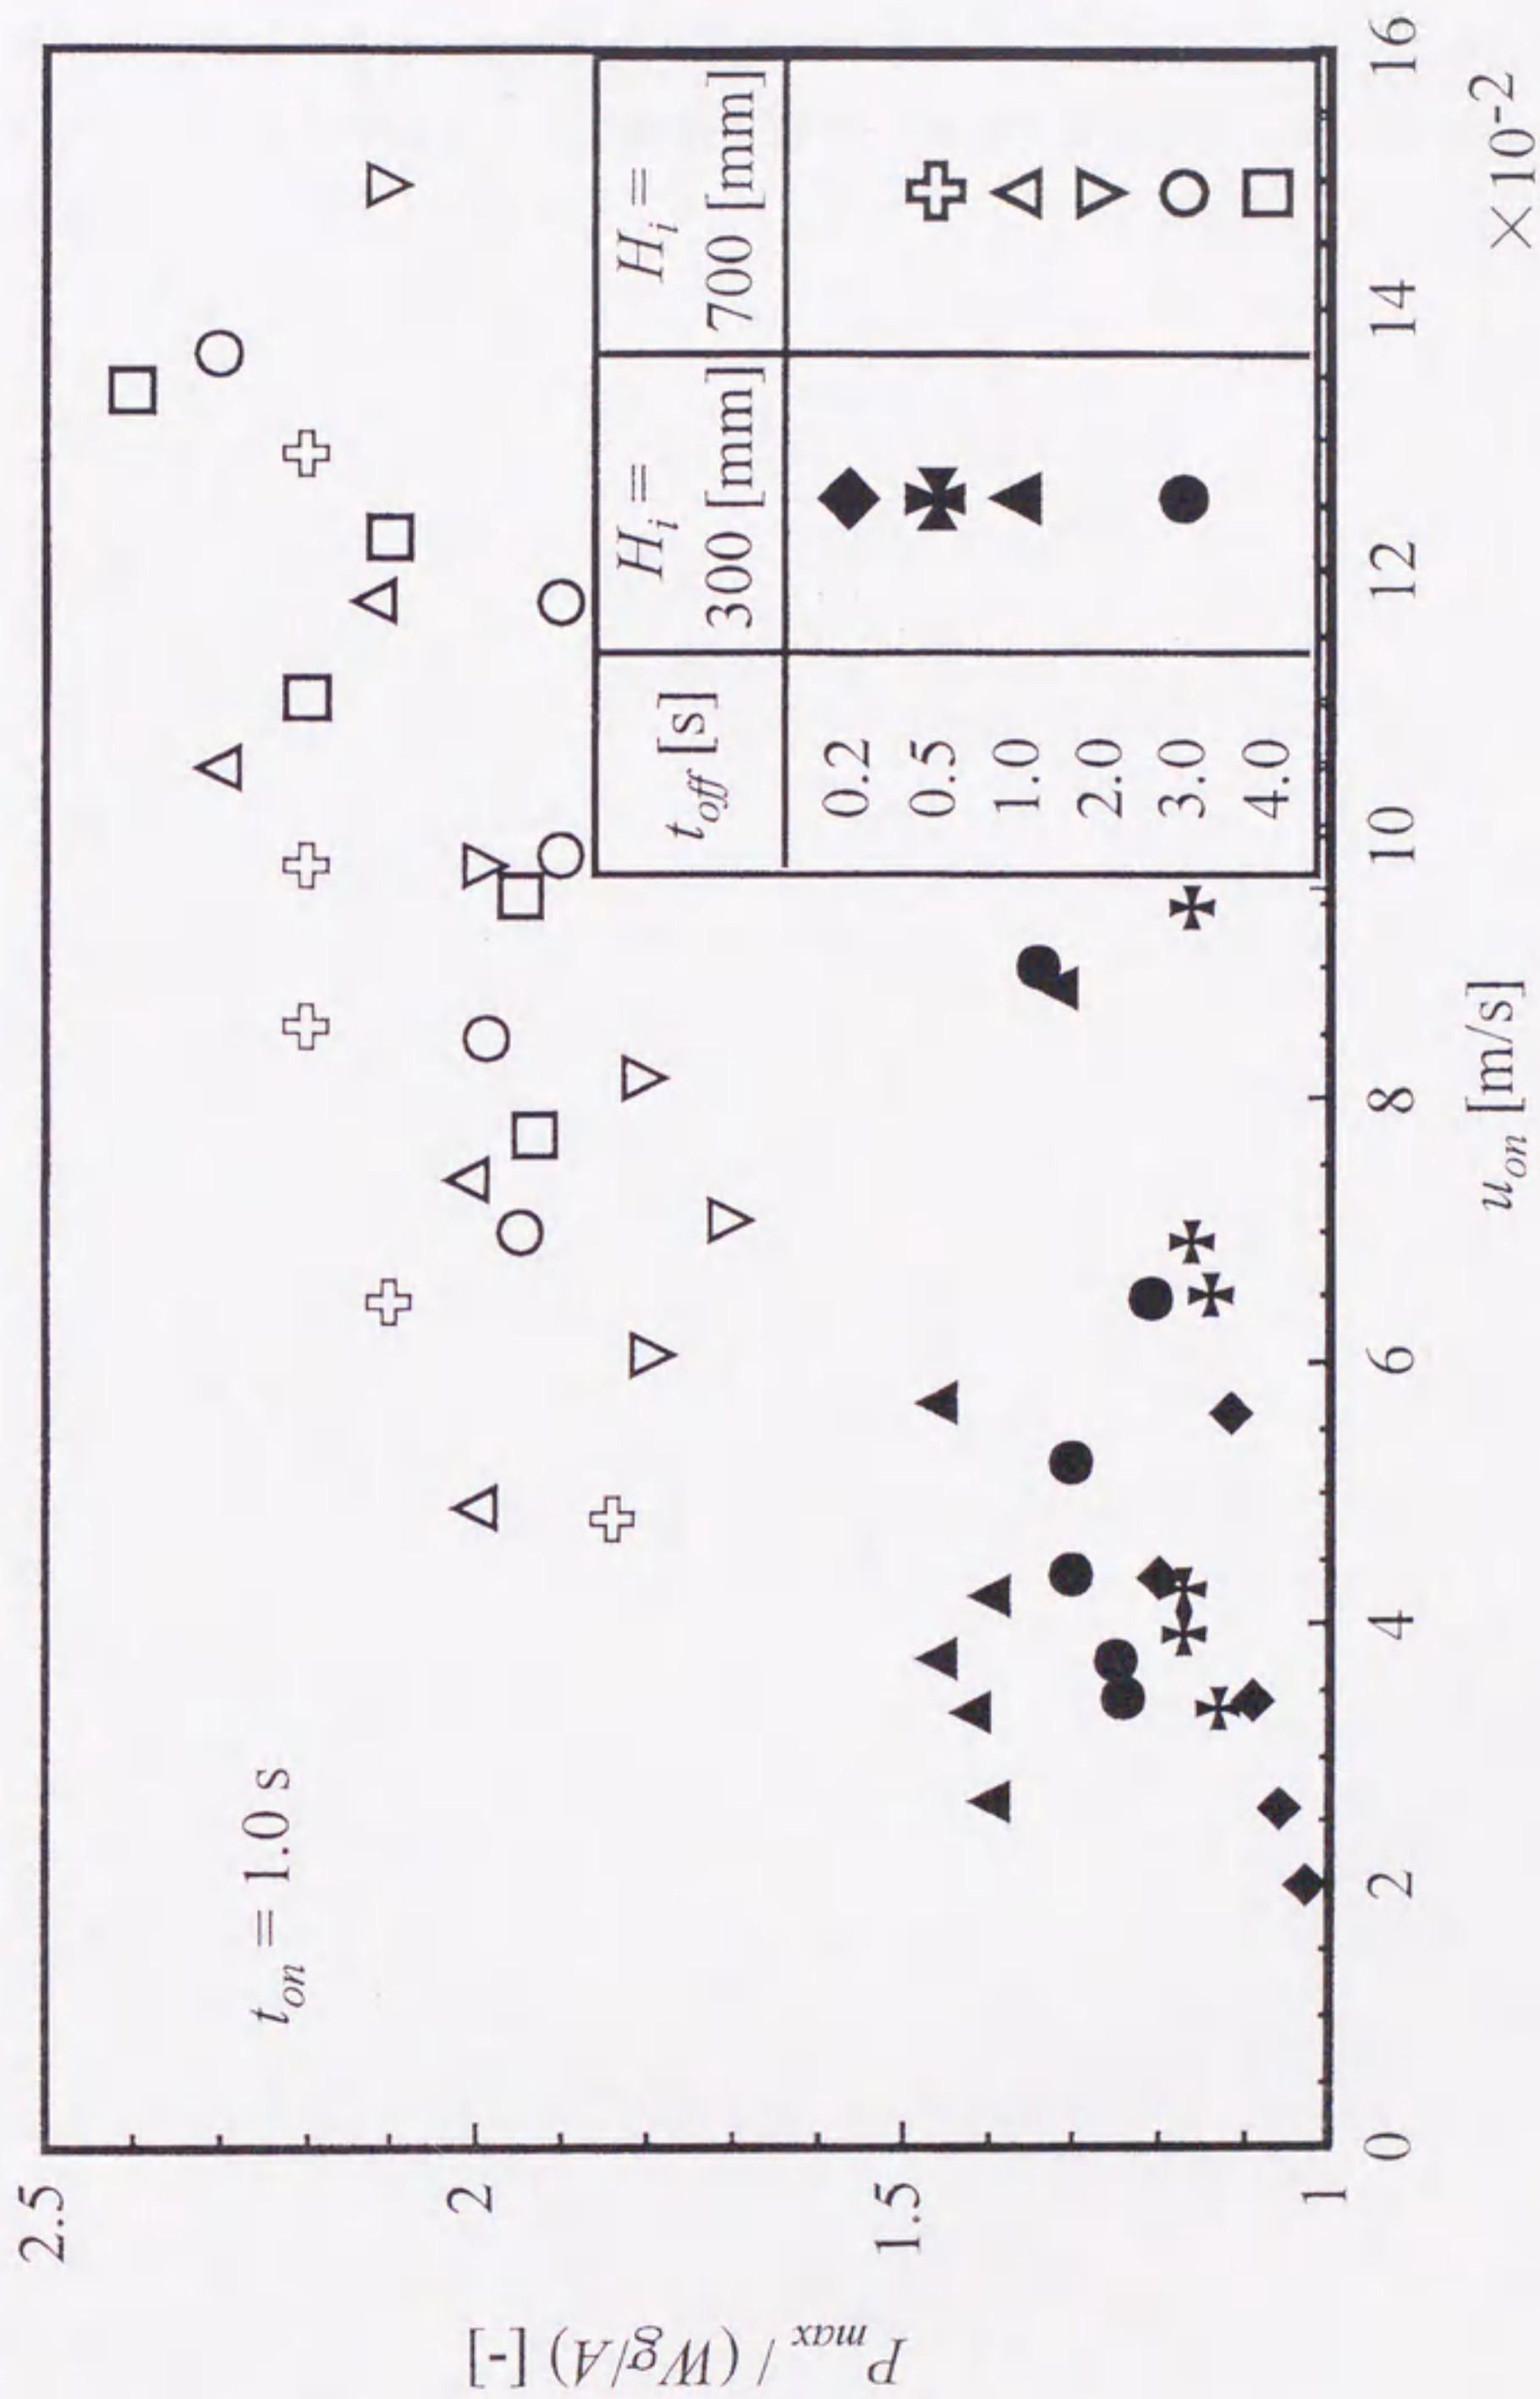 2.5
2
1.5
1
P_max / (Wg/A) [-]
t_on = 1.0 s
t_off [s]
H_i = 300 [mm]
H_i = 700 [mm]
0.2
0.5
1.0
2.0
3.0
4.0
0 2 4 6 8 10 12 14 16
×10^-2
u_on [m/s]